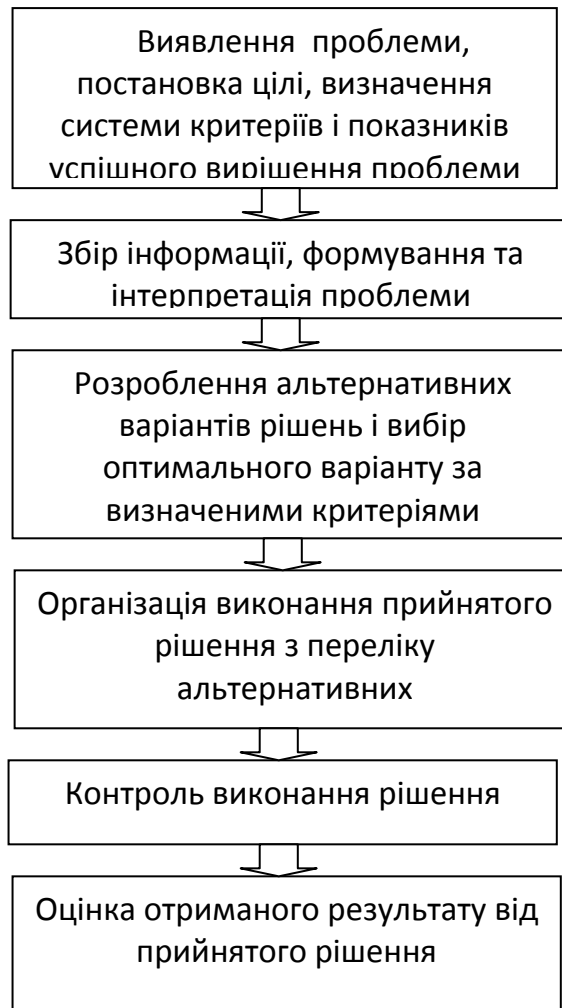 Виявлення проблеми,
постановка цілі, визначення
системи критеріїв і показників
успішного вирішення проблеми
Збір інформації, формування та
інтерпретація проблеми
Розроблення альтернативних
варіантів рішень і вибір
оптимального варіанту за
визначеними критеріями
Організація виконання прийнятого
рішення з переліку
альтернативних
Контроль виконання рішення
Оцінка отриманого результату від
прийнятого рішення